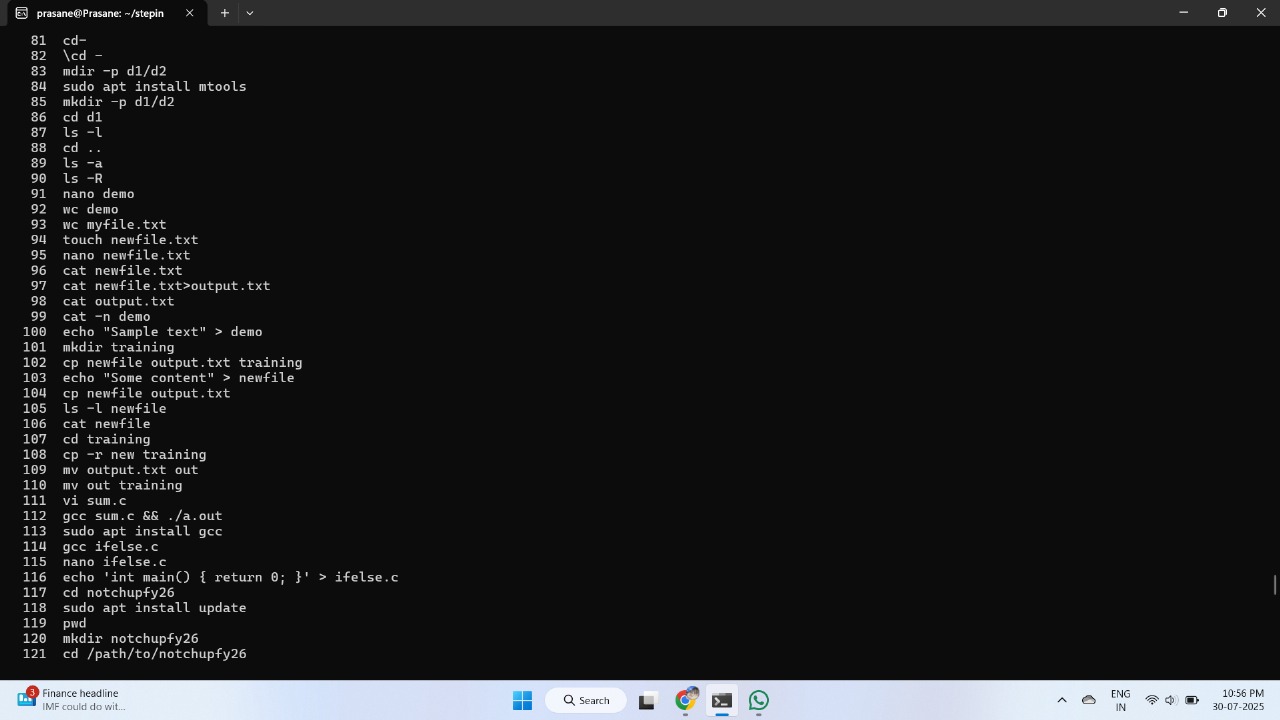 prasane@Prasane: ~/stepin
81 cd-
82 \cd -
83 mdir -p d1/d2
84 sudo apt install mtools
85 mkdir -p d1/d2
86 cd d1
87 ls -l
88 cd ..
89 ls -a
90 ls -R
91 nano demo
92 wc demo
93 wc myfile.txt
94 touch newfile.txt
95 nano newfile.txt
96 cat newfile.txt
97 cat newfile.txt>output.txt
98 cat output.txt
99 cat -n demo
100 echo "Sample text" > demo
101 mkdir training
102 cp newfile output.txt training
103 echo "Some content" > newfile
104 cp newfile output.txt
105 ls -l newfile
106 cat newfile
107 cd training
108 cp -r new training
109 mv output.txt out
110 mv out training
111 vi sum.c
112 gcc sum.c && ./a.out
113 sudo apt install gcc
114 gcc ifelse.c
115 nano ifelse.c
116 echo 'int main() { return 0; }' > ifelse.c
117 cd notchupfy26
118 sudo apt install update
119 pwd
120 mkdir notchupfy26
121 cd /path/to/notchupfy26
3
Finance headline
IMF could do wit...
Search
ENG
IN
10:56 PM
30-07-2025